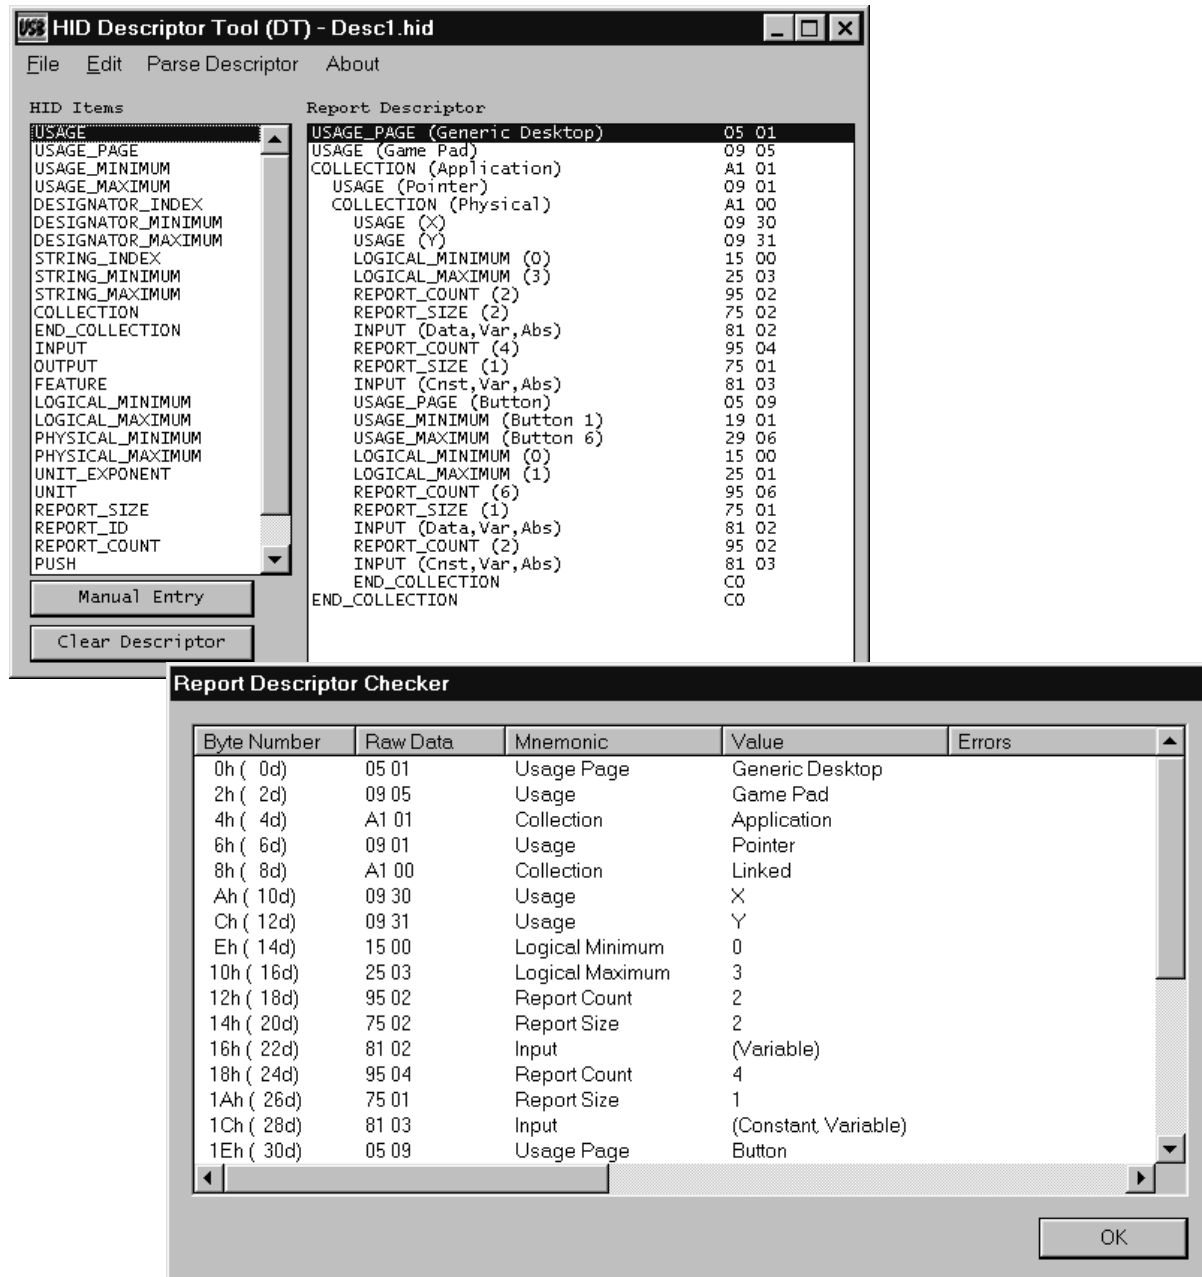 USB HID Descriptor Tool (DT) - Desc1.hid
File Edit Parse Descriptor About
HID Items
USAGE
USAGE_PAGE
USAGE_MINIMUM
USAGE_MAXIMUM
DESIGNATOR_INDEX
DESIGNATOR_MINIMUM
DESIGNATOR_MAXIMUM
STRING_INDEX
STRING_MINIMUM
STRING_MAXIMUM
COLLECTION
END_COLLECTION
INPUT
OUTPUT
FEATURE
LOGICAL_MINIMUM
LOGICAL_MAXIMUM
PHYSICAL_MINIMUM
PHYSICAL_MAXIMUM
UNIT_EXPONENT
UNIT
REPORT_SIZE
REPORT_ID
REPORT_COUNT
PUSH
Manual Entry
Clear Descriptor
Report Descriptor
USAGE_PAGE (Generic Desktop) 05 01
USAGE (Game Pad) 09 05
COLLECTION (Application) A1 01
USAGE (Pointer) 09 01
COLLECTION (Physical) A1 00
USAGE (X) 09 30
USAGE (Y) 09 31
LOGICAL_MINIMUM (0) 15 00
LOGICAL_MAXIMUM (3) 25 03
REPORT_COUNT (2) 95 02
REPORT_SIZE (2) 75 02
INPUT (Data,Var,Abs) 81 02
REPORT_COUNT (4) 95 04
REPORT_SIZE (1) 75 01
INPUT (Cnst,Var,Abs) 81 03
USAGE_PAGE (Button) 05 09
USAGE_MINIMUM (Button 1) 19 01
USAGE_MAXIMUM (Button 6) 29 06
LOGICAL_MINIMUM (0) 15 00
LOGICAL_MAXIMUM (1) 25 01
REPORT_COUNT (6) 95 06
REPORT_SIZE (1) 75 01
INPUT (Data,Var,Abs) 81 02
REPORT_COUNT (2) 95 02
INPUT (Cnst,Var,Abs) 81 03
END_COLLECTION C0
END_COLLECTION C0
Report Descriptor Checker
Byte Number Raw Data Mnemonic Value Errors
0h ( 0d) 05 01 Usage Page Generic Desktop
2h ( 2d) 09 05 Usage Game Pad
4h ( 4d) A1 01 Collection Application
6h ( 6d) 09 01 Usage Pointer
8h ( 8d) A1 00 Collection Linked
Ah ( 10d) 09 30 Usage X
Ch ( 12d) 09 31 Usage Y
Eh ( 14d) 15 00 Logical Minimum 0
10h ( 16d) 25 03 Logical Maximum 3
12h ( 18d) 95 02 Report Count 2
14h ( 20d) 75 02 Report Size 2
16h ( 22d) 81 02 Input (Variable)
18h ( 24d) 95 04 Report Count 4
1Ah ( 26d) 75 01 Report Size 1
1Ch ( 28d) 81 03 Input (Constant, Variable)
1Eh ( 30d) 05 09 Usage Page Button
OK